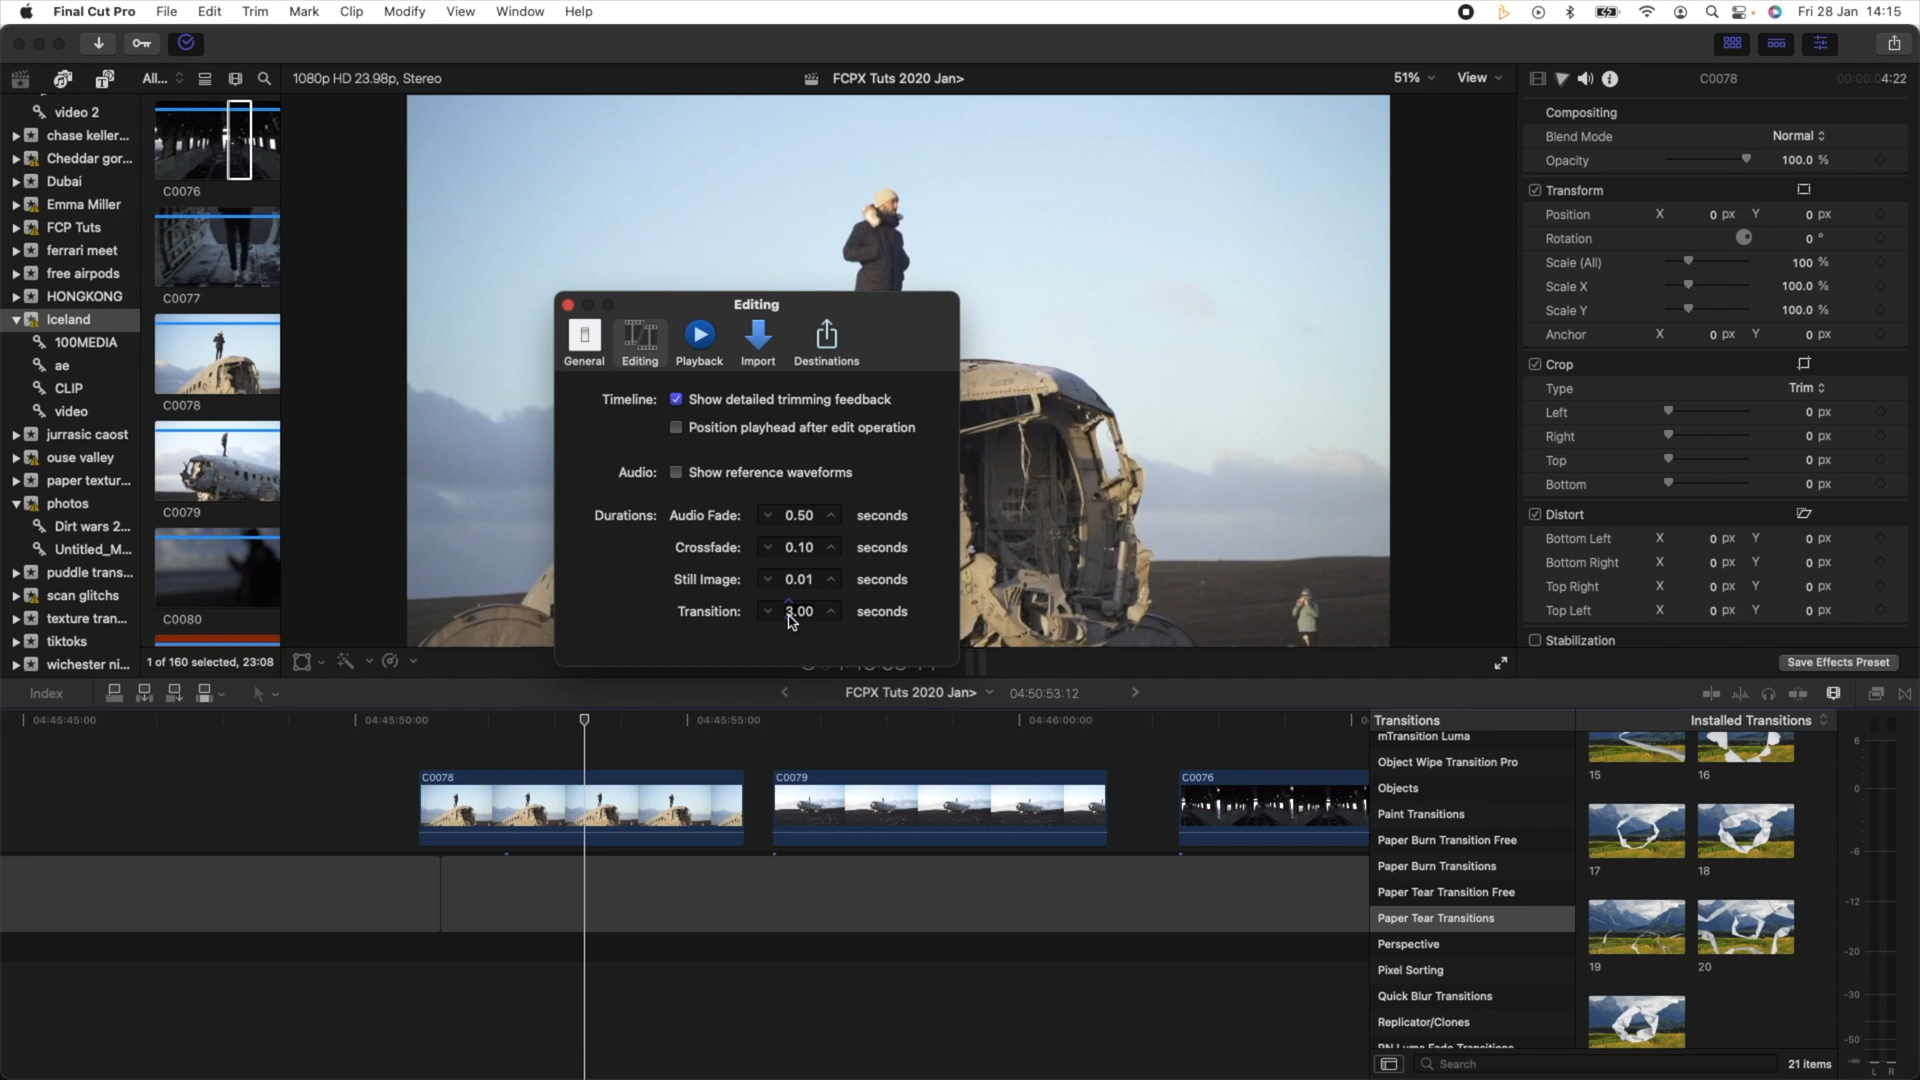 Final Cut Pro File Edit Trim Mark Clip Modify View Window Help Fri 28 Jan 14:15
All... 1080p HD 23.98p, Stereo FCPX Tuts 2020 Jan> 51% View C0078 00:00:04:22
video 2
chase keller...
Cheddar gor...
Dubai
Emma Miller
FCP Tuts
ferrari meet
free airpods
HONGKONG
Iceland
100MEDIA
ae
CLIP
video
jurrasic caost
ouse valley
paper textur...
photos
Dirt wars 2...
Untitled_M...
puddle trans...
scan glitchs
texture tran...
tiktoks
wichester ni...
C0076
C0077
C0078
C0079
C0080
1 of 160 selected, 23:08
Editing
General Editing Playback Import Destinations
Timeline: Show detailed trimming feedback
Position playhead after edit operation
Audio: Show reference waveforms
Durations: Audio Fade: 0.50 seconds
Crossfade: 0.10 seconds
Still Image: 0.01 seconds
Transition: 3.00 seconds
Compositing
Blend Mode Normal
Opacity 100.0 %
Transform
Position X 0 px Y 0 px
Rotation 0 °
Scale (All) 100 %
Scale X 100.0 %
Scale Y 100.0 %
Anchor X 0 px Y 0 px
Crop
Type Trim
Left 0 px
Right 0 px
Top 0 px
Bottom 0 px
Distort
Bottom Left X 0 px Y 0 px
Bottom Right X 0 px Y 0 px
Top Right X 0 px Y 0 px
Top Left X 0 px Y 0 px
Stabilization
Save Effects Preset
Index FCPX Tuts 2020 Jan> 04:50:53:12
04:45:45:00 04:45:50:00 04:45:55:00 04:46:00:00 0
C0078 C0079 C0076
Transitions Installed Transitions
mTransition Luma
Object Wipe Transition Pro
Objects
Paint Transitions
Paper Burn Transition Free
Paper Burn Transitions
Paper Tear Transition Free
Paper Tear Transitions
Perspective
Pixel Sorting
Quick Blur Transitions
Replicator/Clones
15 16
17 18
19 20
Search 21 items
6
0
-6
-12
-20
-30
-50
-∞
L R